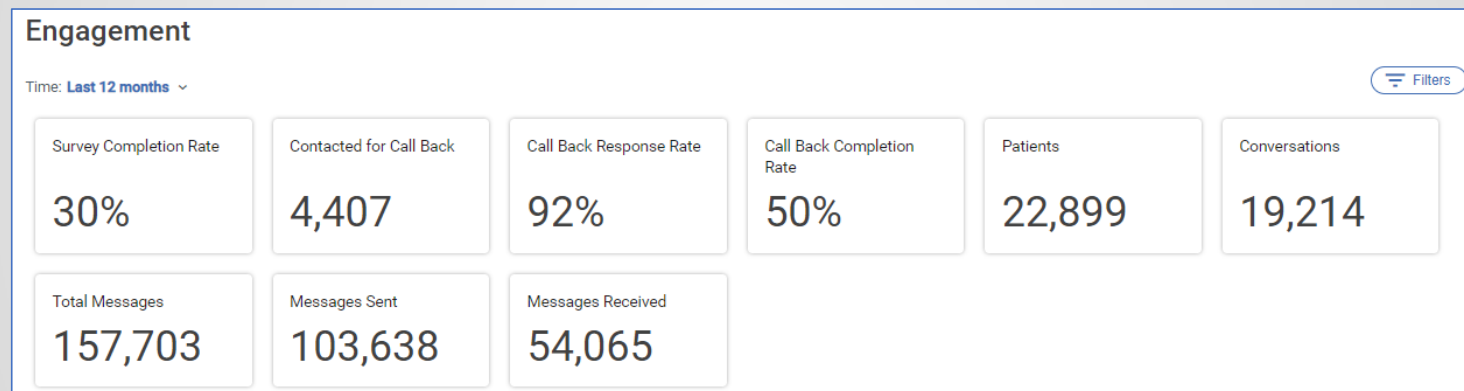 Engagement
Time: Last 12 months
Filters
Survey Completion Rate
30%
Contacted for Call Back
4,407
Call Back Response Rate
92%
Call Back Completion
Rate
50%
Patients
22,899
Conversations
19,214
Total Messages
157,703
Messages Sent
103,638
Messages Received
54,065